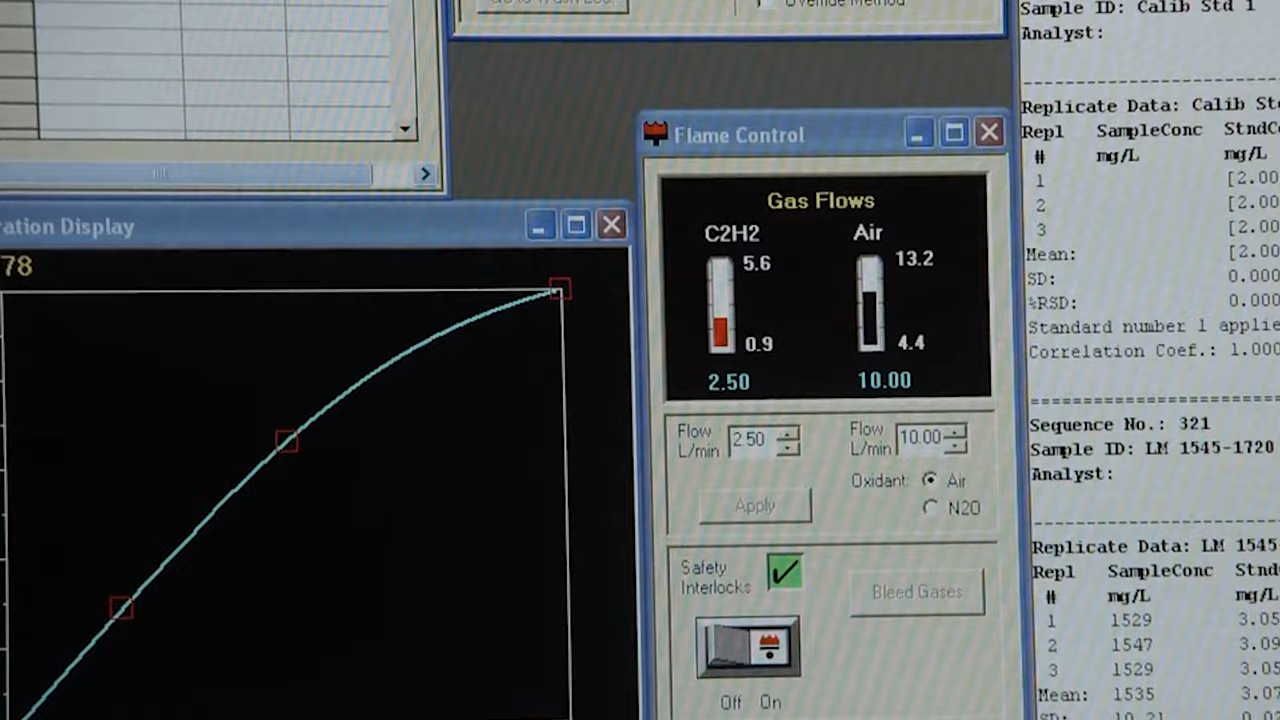 Override Method
Sample ID: Calib Std 1
Analyst:
Replicate Data: Calib
Repl SampleConc
# mg/L mg/L
1 [2.00
2 [2.00
3 [2.00
Mean: [2.00
SD: 0.000
%RSD: 0.000
Standard number 1
Correlation Coef.: 1.000
Sequence No.: 321
Sample ID: LM 1545-1720
Analyst:
Replicate Data: LM 1545
Repl SampleConc
# mg/L mg/L
1 1529 3.05
2 1547 3.09
3 1529 3.05
Mean: 1535 3.07
Flame Control
Gas Flows
C2H2 Air
5.6 13.2
0.9 4.4
2.50 10.00
Flow L/min 2.50
Flow L/min 10.00
Oxidant: Air
N2O
Apply
Safety
Interlocks
Bleed Gases
Off On
Display
78